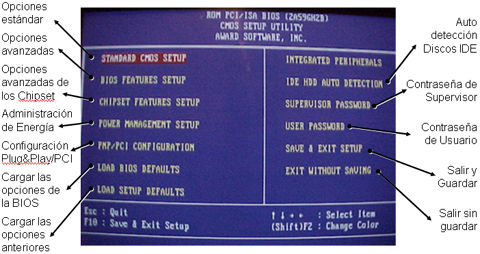 Opciones
estándar
Opciones
avanzadas
Opciones
avanzadas de
los Chipset
Administración
de Energía
Configuración
Plug&Play/PCI
Cargar las
opciones de
la BIOS
Cargar las
opciones
anteriores
ROM PCI/ISA BIOS (2A59GH2B)
CMOS SETUP UTILITY
AWARD SOFTWARE, INC.
STANDARD CMOS SETUP
BIOS FEATURES SETUP
CHIPSET FEATURES SETUP
POWER MANAGEMENT SETUP
PNP/PCI CONFIGURATION
LOAD BIOS DEFAULTS
LOAD SETUP DEFAULTS
INTEGRATED PERIPHERALS
IDE HDD AUTO DETECTION
SUPERVISOR PASSWORD
USER PASSWORD
SAVE & EXIT SETUP
EXIT WITHOUT SAVING
Esc : Quit
F10 : Save & Exit Setup
↑ ↓ → ← : Select Item
(Shift)F2 : Change Color
Auto
detección
Discos IDE
Contraseña de
Supervisor
Contraseña
de Usuario
Salir y
Guardar
Salir sin
guardar